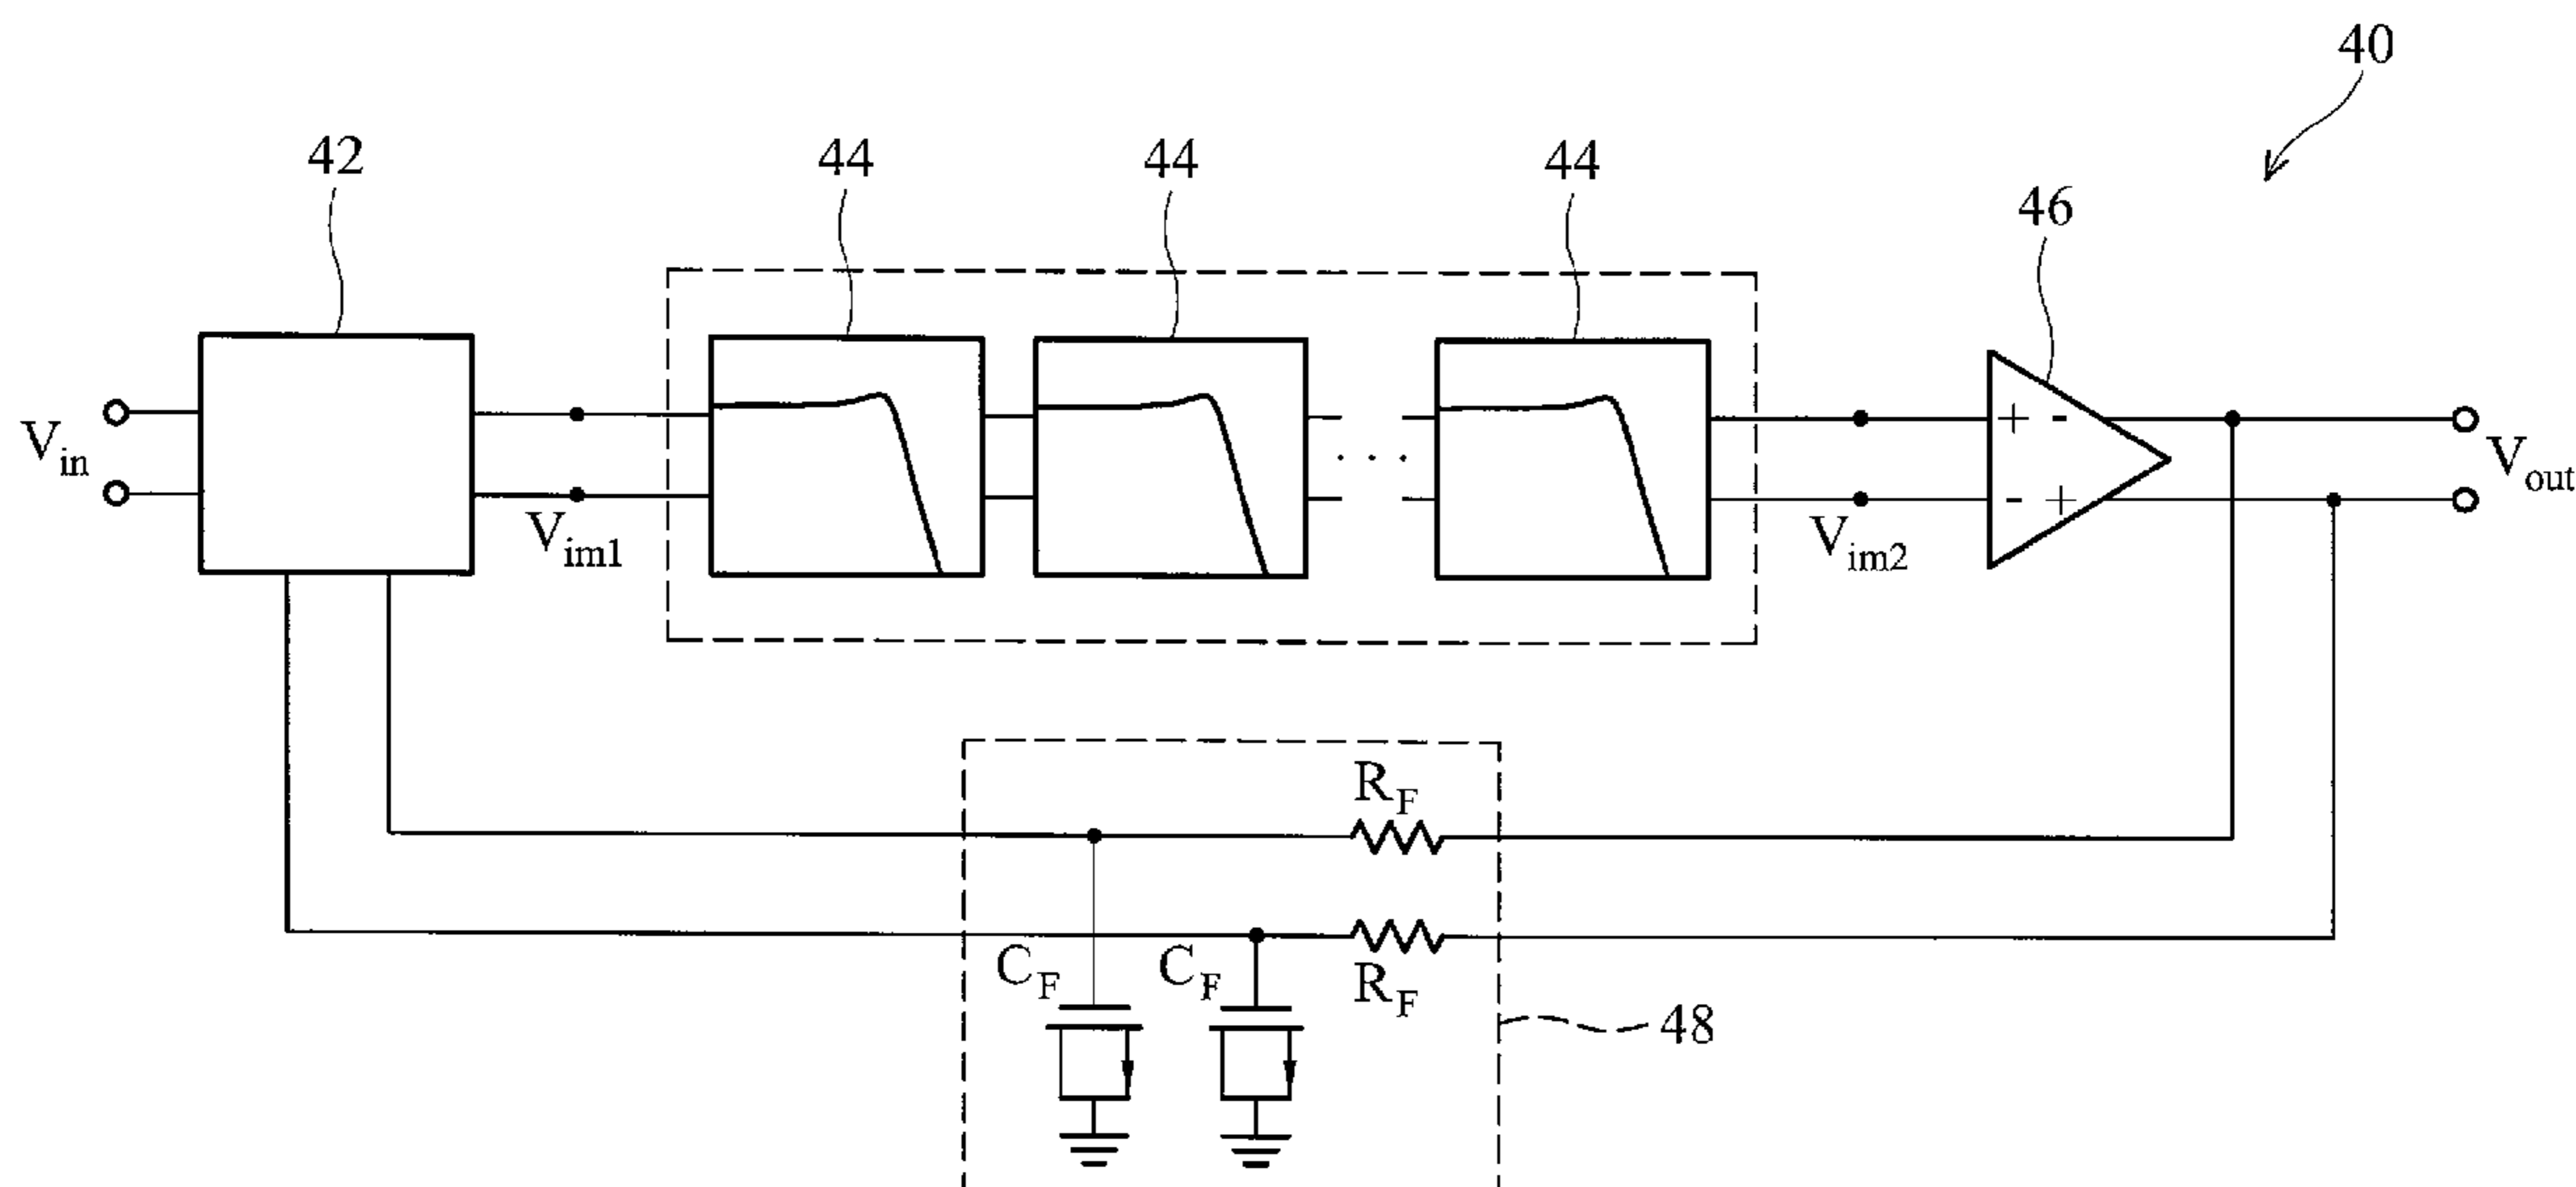 40
42
44
44
44
46
V_in
V_im1
+ -
- +
V_im2
V_out
. . .
R_F
R_F
C_F
C_F
48